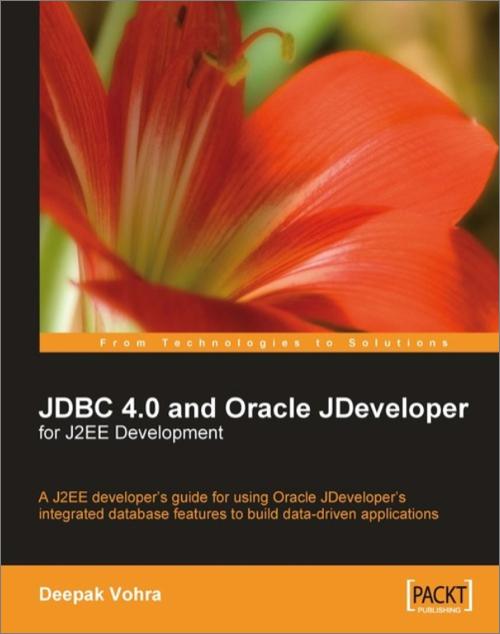 From Technologies to Solutions
JDBC 4.0 and Oracle JDeveloper
for J2EE Development
A J2EE developer's guide for using Oracle JDeveloper's
integrated database features to build data-driven applications
Deepak Vohra
[PACKT]
PUBLISHING